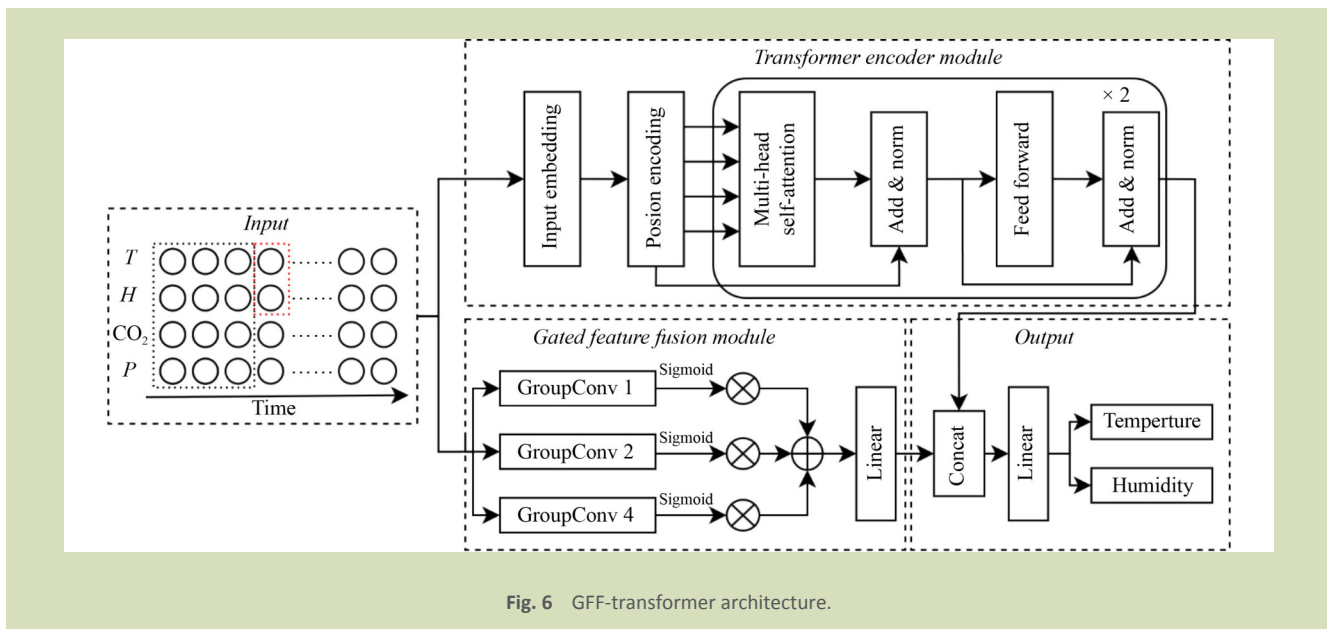 Transformer encoder module
× 2
Input embedding
Posion encoding
Multi-head
self-attention
Add & norm
Feed forward
Add & norm
Input
T
H
CO₂
P
Time
Gated feature fusion module
GroupConv 1
Sigmoid
GroupConv 2
Sigmoid
GroupConv 4
Sigmoid
Linear
Output
Concat
Linear
Temperture
Humidity
Fig. 6 GFF-transformer architecture.